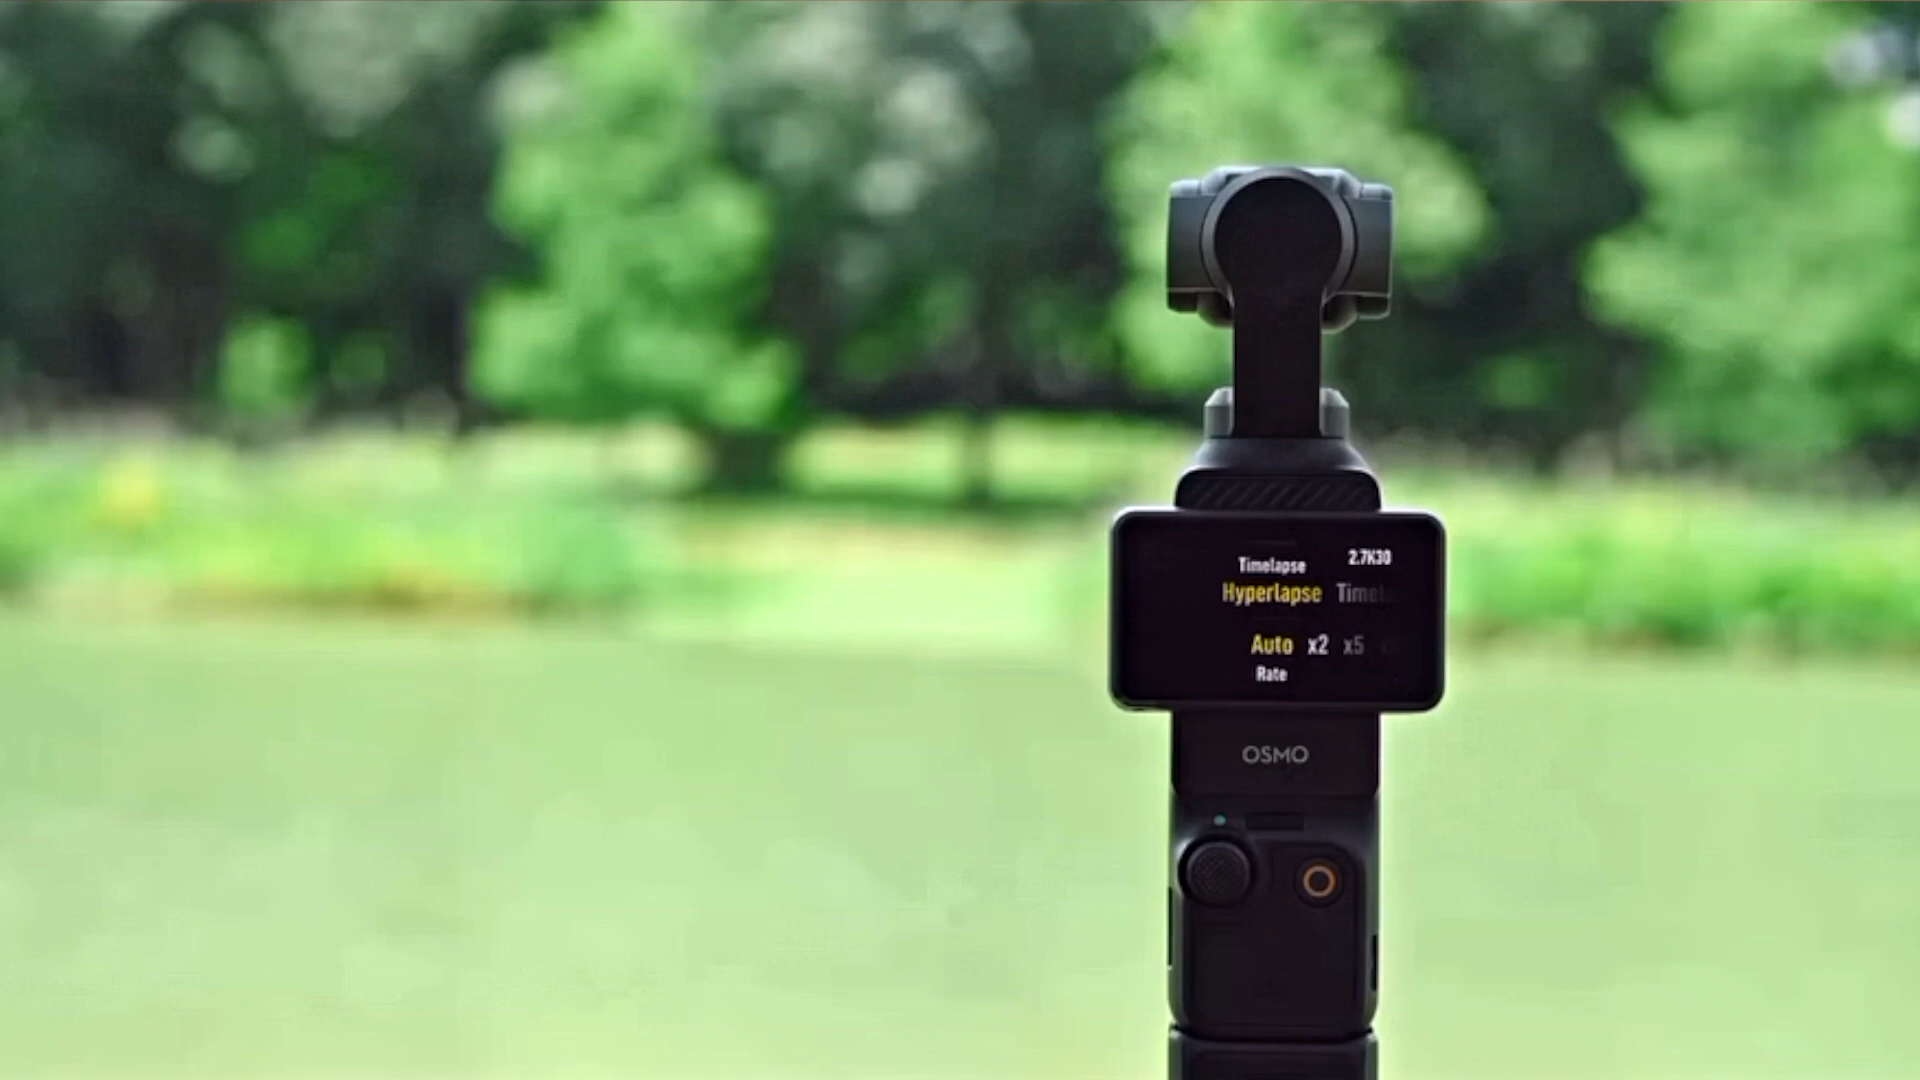 Timelapse 2.7K30
Hyperlapse
Auto x2 x5
Rate
OSMO